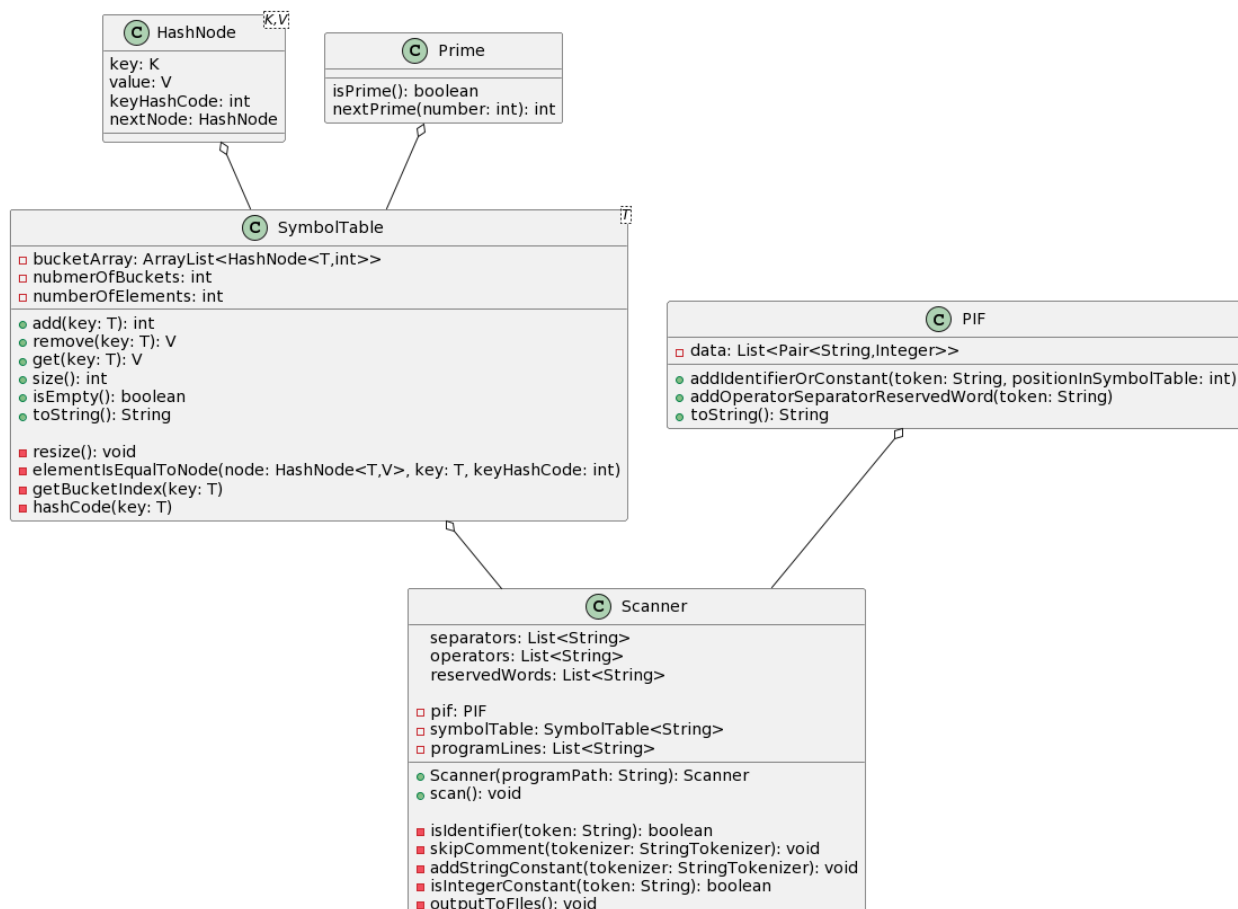 C HashNode
K,V
key: K
value: V
keyHashCode: int
nextNode: HashNode
C Prime
isPrime(): boolean
nextPrime(number: int): int
C SymbolTable
T
bucketArray: ArrayList<HashNode<T,int>>
nubmerOfBuckets: int
numberOfElements: int
add(key: T): int
remove(key: T): V
get(key: T): V
size(): int
isEmpty(): boolean
toString(): String
resize(): void
elementIsEqualToNode(node: HashNode<T,V>, key: T, keyHashCode: int)
getBucketIndex(key: T)
hashCode(key: T)
C PIF
data: List<Pair<String,Integer>>
addIdentifierOrConstant(token: String, positionInSymbolTable: int)
addOperatorSeparatorReservedWord(token: String)
toString(): String
C Scanner
separators: List<String>
operators: List<String>
reservedWords: List<String>
pif: PIF
symbolTable: SymbolTable<String>
programLines: List<String>
Scanner(programPath: String): Scanner
scan(): void
isIdentifier(token: String): boolean
skipComment(tokenizer: StringTokenizer): void
addStringConstant(tokenizer: StringTokenizer): void
isIntegerConstant(token: String): boolean
outputToFIles(): void